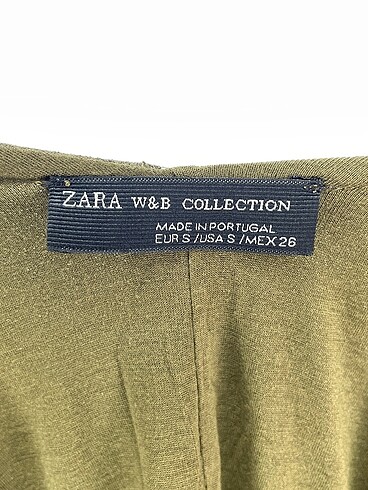 ZARA W&B COLLECTION
MADE IN PORTUGAL
EUR S / USA S / MEX 26